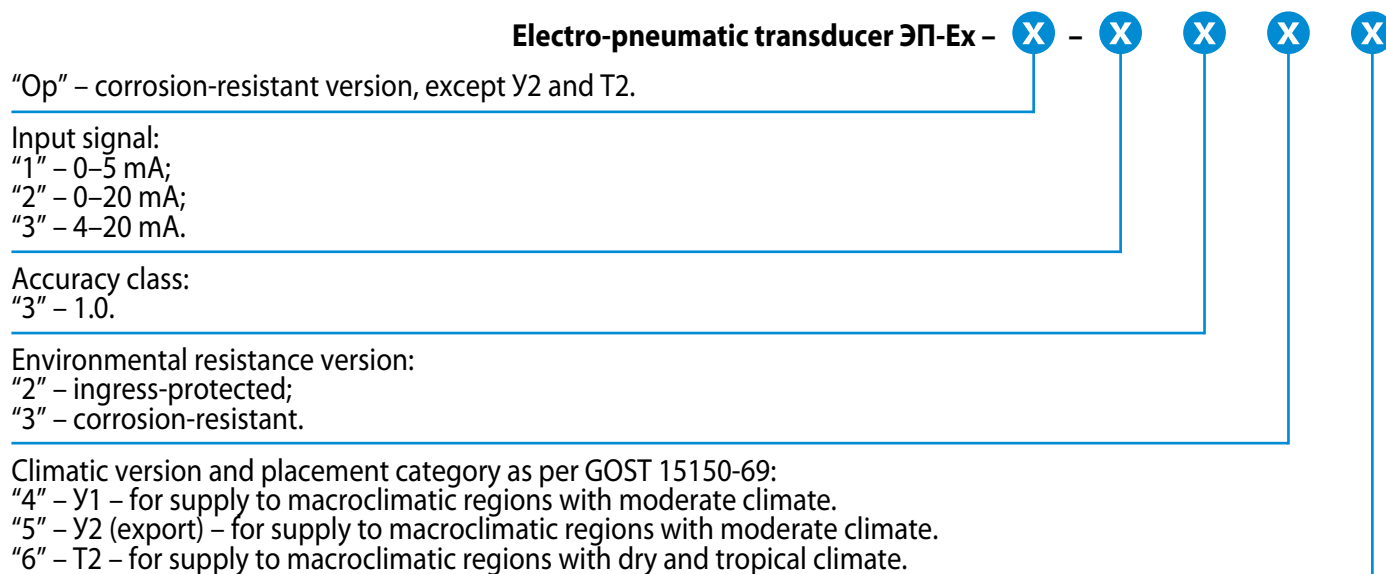 Electro-pneumatic transducer ЭП-Ex – X – X X X X
“Op” – corrosion-resistant version, except У2 and T2.
Input signal:
“1” – 0–5 mA;
“2” – 0–20 mA;
“3” – 4–20 mA.
Accuracy class:
“3” – 1.0.
Environmental resistance version:
“2” – ingress-protected;
“3” – corrosion-resistant.
Climatic version and placement category as per GOST 15150-69:
“4” – У1 – for supply to macroclimatic regions with moderate climate.
“5” – У2 (export) – for supply to macroclimatic regions with moderate climate.
“6” – T2 – for supply to macroclimatic regions with dry and tropical climate.